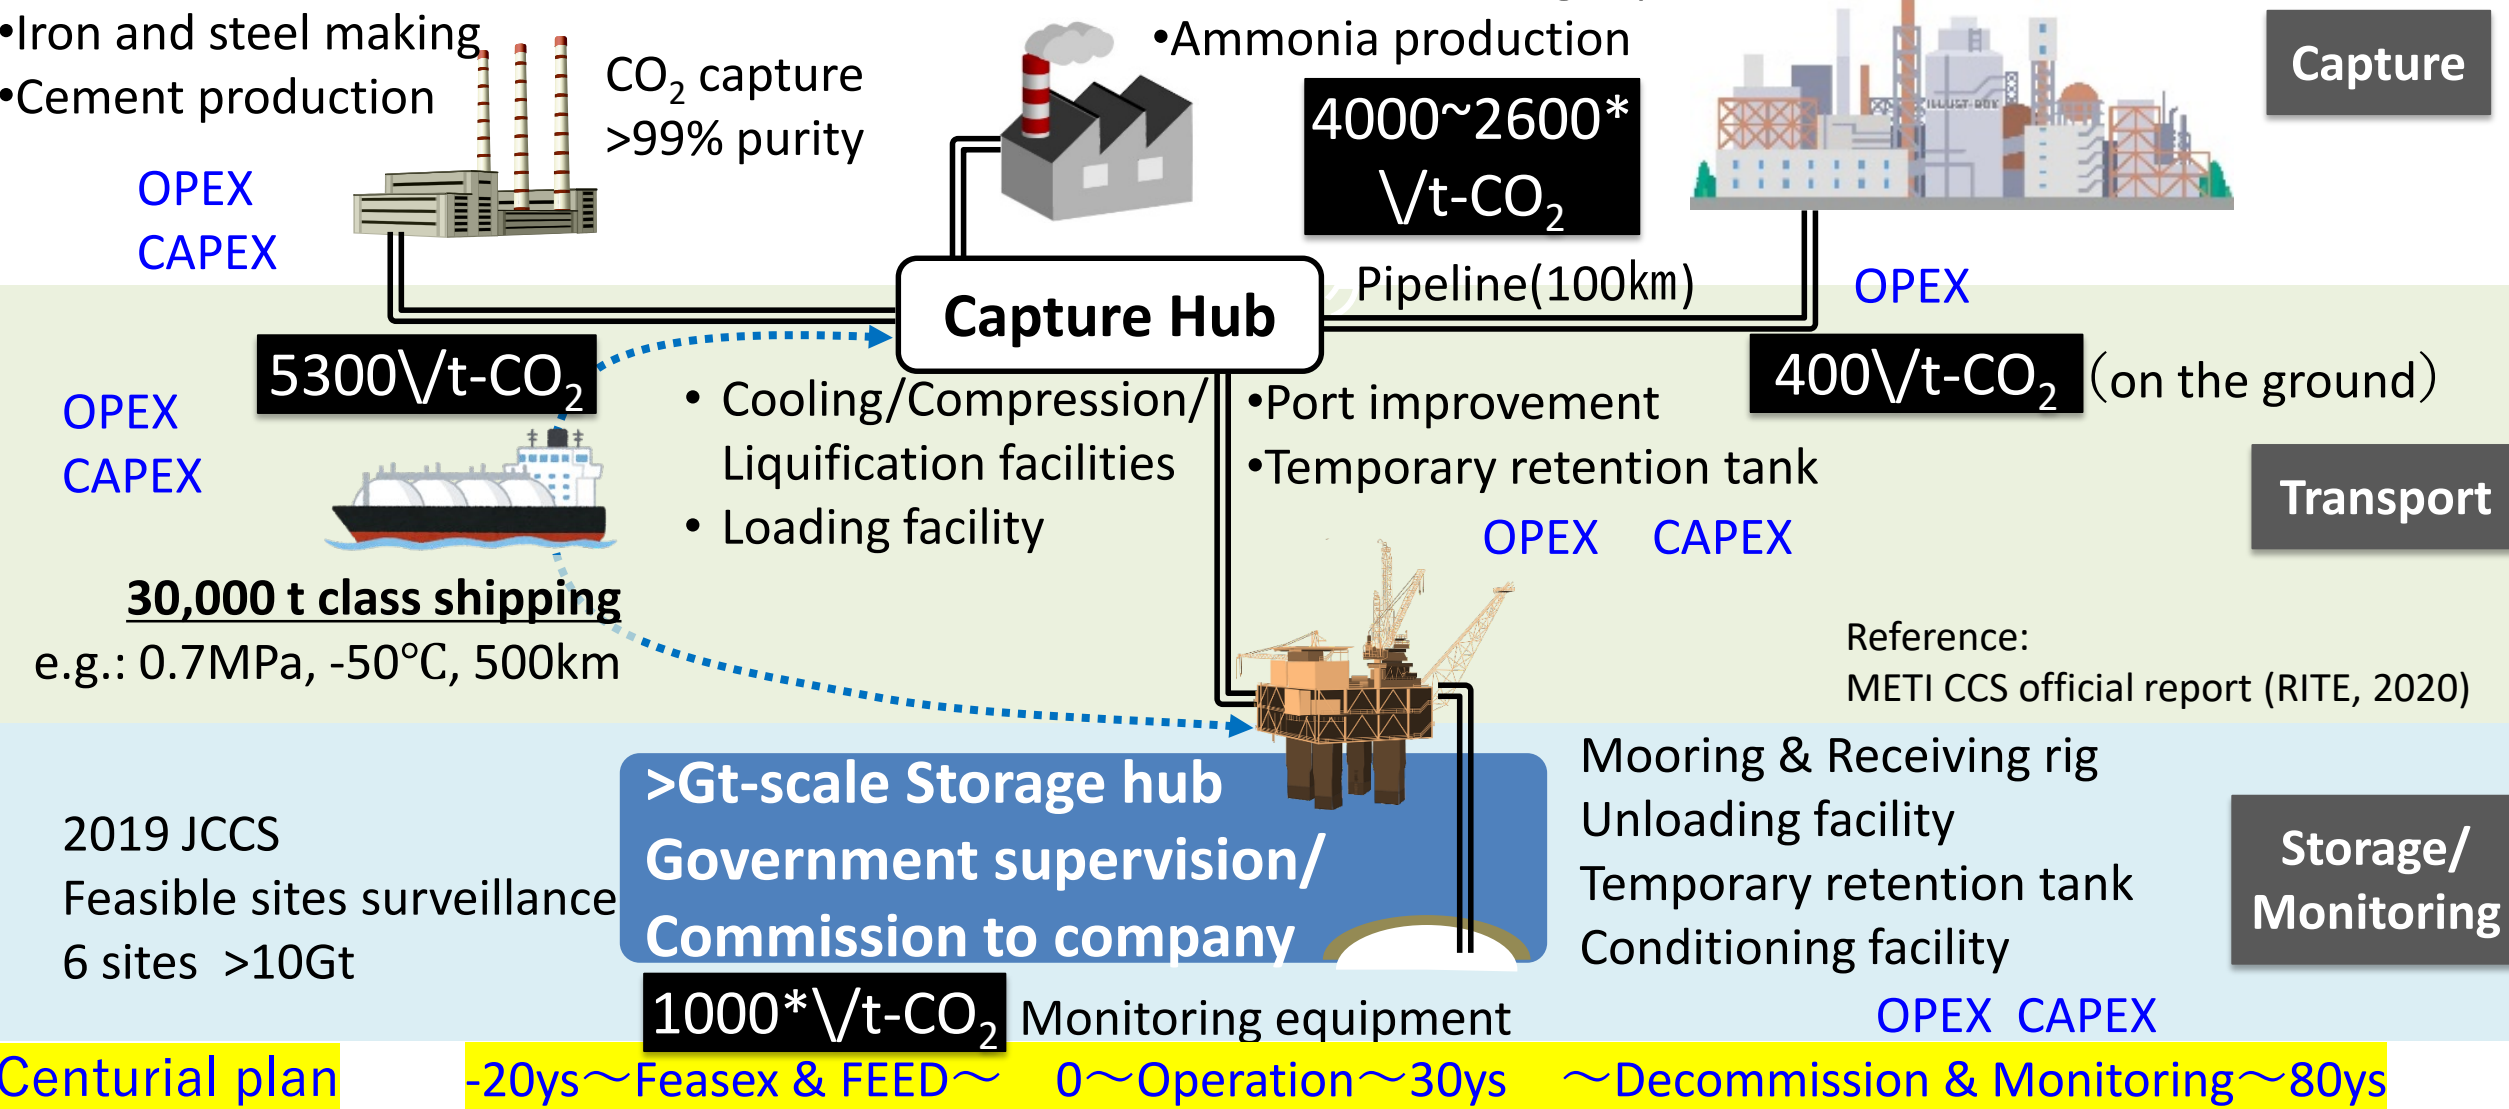 •Iron and steel making
•Cement production
CO₂ capture
>99% purity
•Ammonia production
4000~2600*
\/t-CO₂
ILLUST-BOX
Capture
OPEX
CAPEX
Capture Hub
Pipeline(100㎞)
OPEX
5300\/t-CO₂
400\/t-CO₂
（on the ground）
OPEX
CAPEX
• Cooling/Compression/
Liquification facilities
• Loading facility
•Port improvement
•Temporary retention tank
OPEX CAPEX
Transport
30,000 t class shipping
e.g.: 0.7MPa, -50℃, 500km
Reference:
METI CCS official report (RITE, 2020)
2019 JCCS
Feasible sites surveillance
6 sites >10Gt
>Gt-scale Storage hub
Government supervision/
Commission to company
Mooring & Receiving rig
Unloading facility
Temporary retention tank
Conditioning facility
Storage/
Monitoring
1000*\/t-CO₂
Monitoring equipment
OPEX CAPEX
Centurial plan
-20ys～Feasex & FEED～ 0～Operation～30ys ～Decommission & Monitoring～80ys